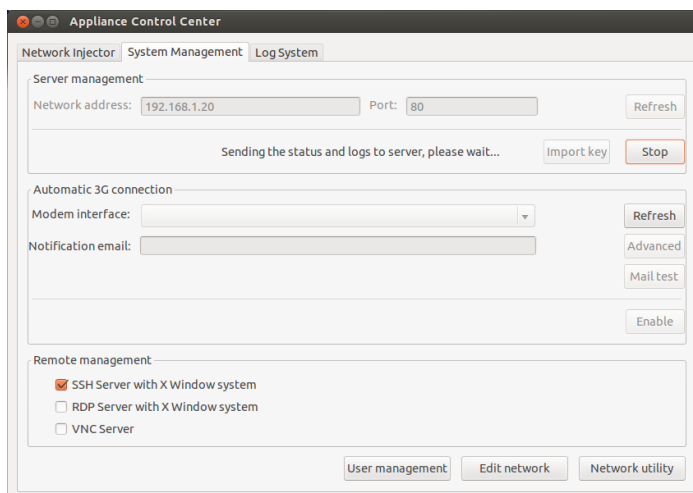 Appliance Control Center
Network Injector System Management Log System
Server management
Network address: 192.168.1.20 Port: 80 Refresh
Sending the status and logs to server, please wait... Import key Stop
Automatic 3G connection
Modem interface: Refresh
Notification email: Advanced
Mail test
Enable
Remote management
SSH Server with X Window system
RDP Server with X Window system
VNC Server
User management Edit network Network utility